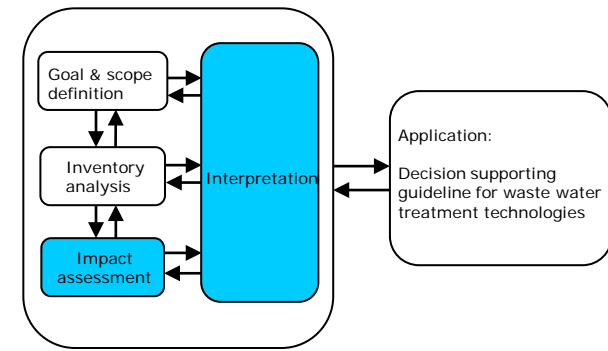 Goal & scope
definition
Inventory
analysis
Impact
assessment
Interpretation
Application:
Decision supporting
guideline for waste water
treatment technologies